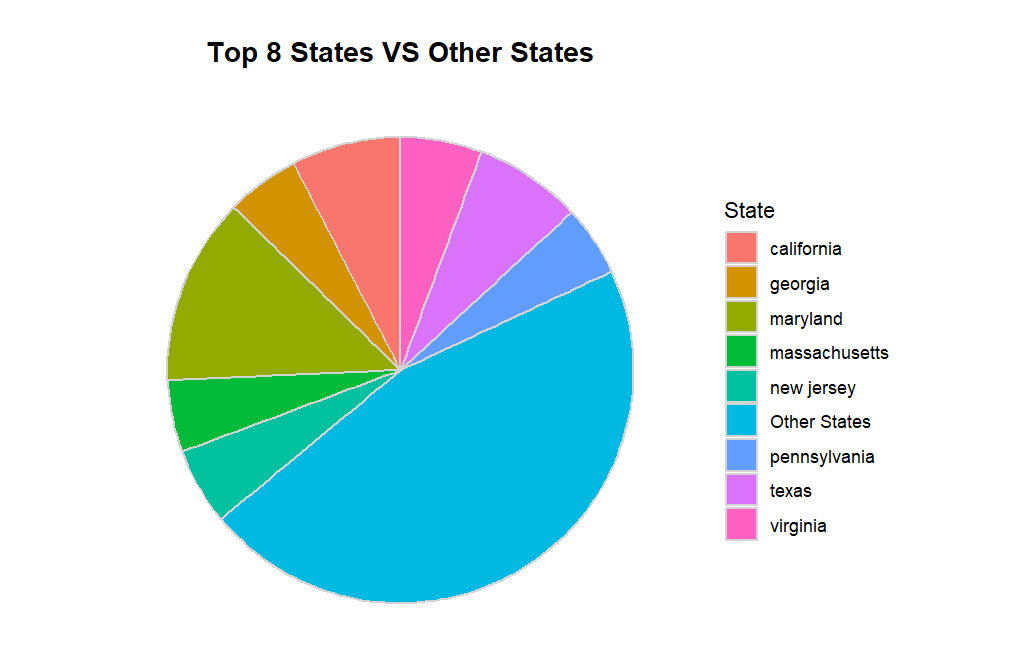 Top 8 States VS Other States
State
california
georgia
maryland
massachusetts
new jersey
Other States
pennsylvania
texas
virginia